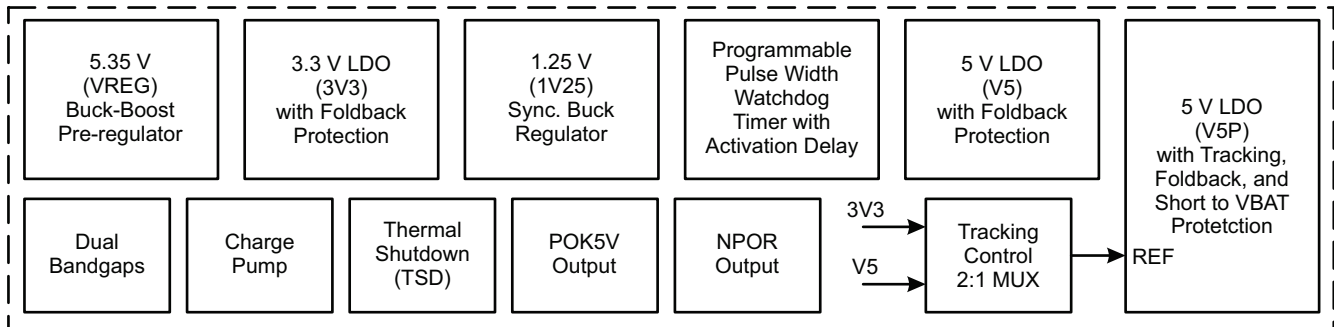 5.35 V
(VREG)
Buck-Boost
Pre-regulator
3.3 V LDO
(3V3)
with Foldback
Protection
1.25 V
(1V25)
Sync. Buck
Regulator
Programmable
Pulse Width
Watchdog
Timer with
Activation Delay
5 V LDO
(V5)
with Foldback
Protection
5 V LDO
(V5P)
with Tracking,
Foldback, and
Short to VBAT
Protetction
Dual
Bandgaps
Charge
Pump
Thermal
Shutdown
(TSD)
POK5V
Output
NPOR
Output
3V3
V5
Tracking
Control
2:1 MUX
REF